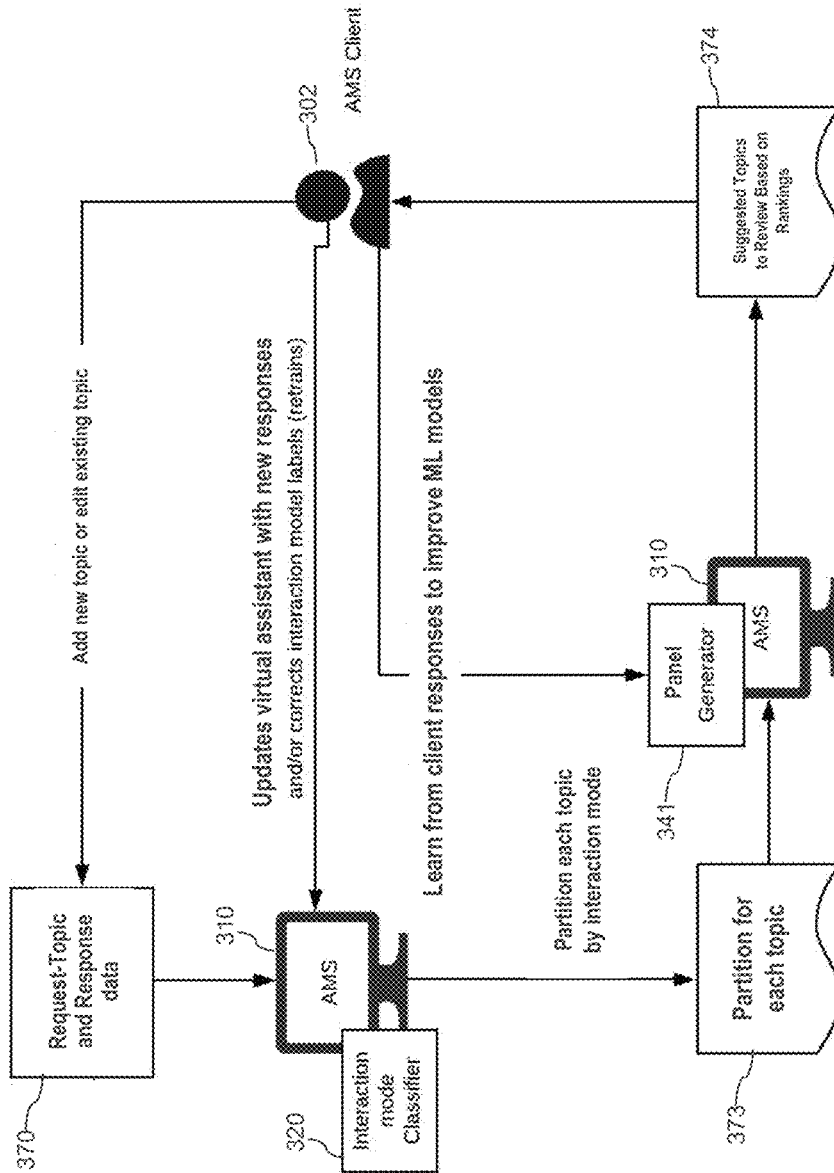 370
Request-Topic
and Response
data
Add new topic or edit existing topic
302
AMS Client
Updates virtual assistant with new responses
and/or corrects interaction model labels (retrains)
310
AMS
Interaction
mode
Classifier
320
Learn from client responses to improve ML models
Partition each topic
by interaction mode
310
Panel
Generator
AMS
341
374
Suggested Topics
to Review Based on
Rankings
Partition for
each topic
373